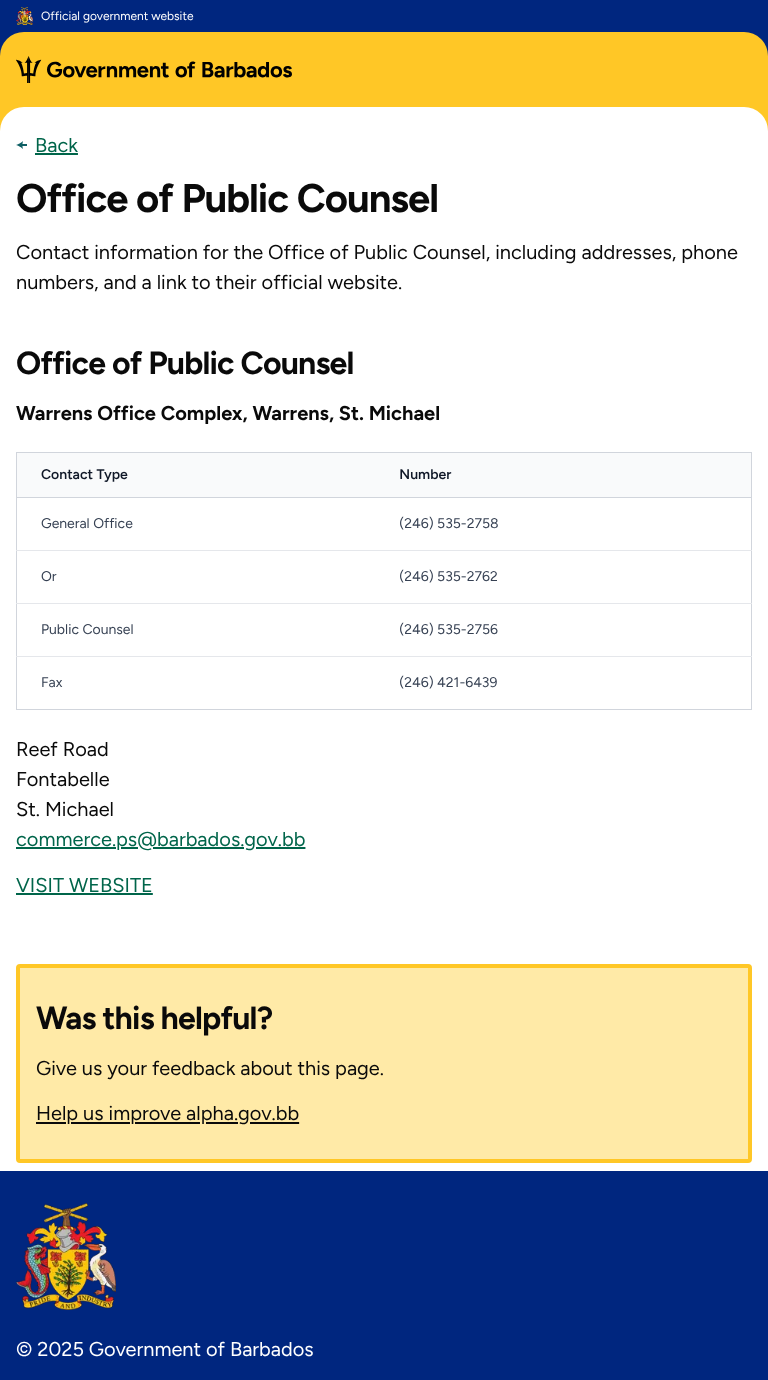 Official government website
Government of Barbados
Back
Office of Public Counsel
Contact information for the Office of Public Counsel, including addresses, phone
numbers, and a link to their official website.
Office of Public Counsel
Warrens Office Complex, Warrens, St. Michael
Contact Type Number
General Office (246) 535-2758
Or (246) 535-2762
Public Counsel (246) 535-2756
Fax (246) 421-6439
Reef Road
Fontabelle
St. Michael
commerce.ps@barbados.gov.bb
VISIT WEBSITE
Was this helpful?
Give us your feedback about this page.
Help us improve alpha.gov.bb
PRIDE AND INDUSTRY
© 2025 Government of Barbados